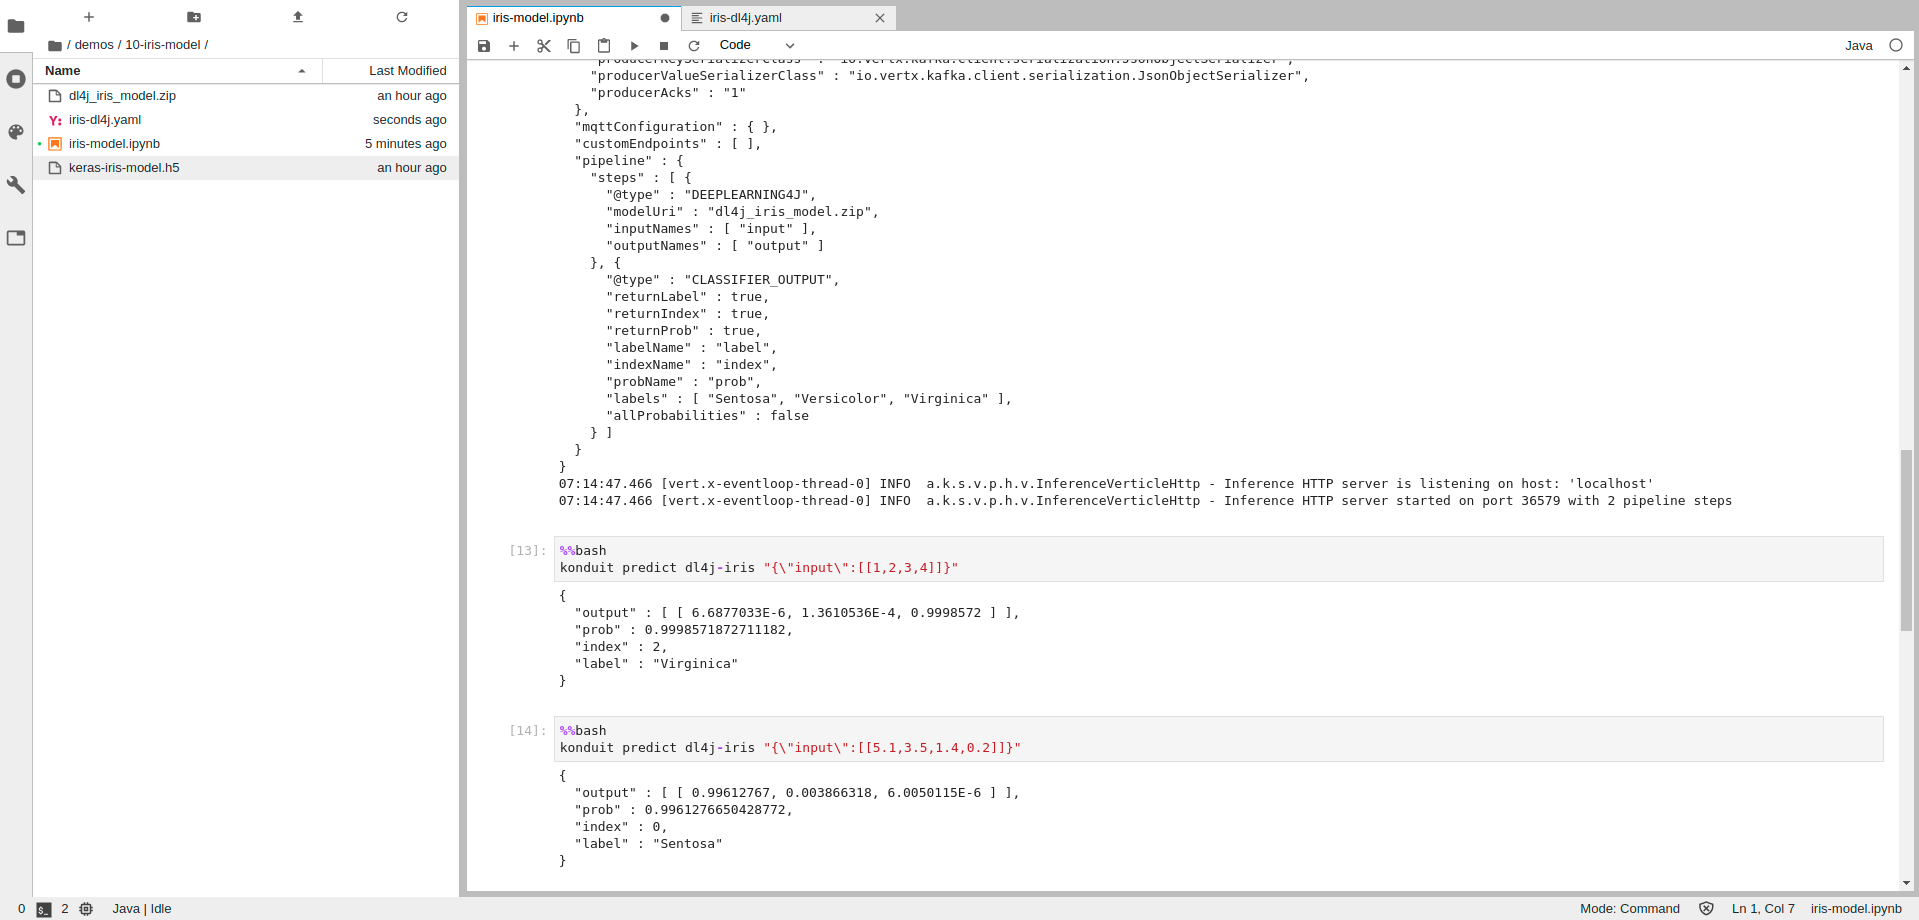 / demos / 10-iris-model /
Name Last Modified
dl4j_iris_model.zip an hour ago
iris-dl4j.yaml seconds ago
iris-model.ipynb 5 minutes ago
keras-iris-model.h5 an hour ago
iris-model.ipynb iris-dl4j.yaml
Code Java
"producerKeySerializerClass" : "io.vertx.kafka.client.serialization.JsonObjectSerializer",
"producerValueSerializerClass" : "io.vertx.kafka.client.serialization.JsonObjectSerializer",
"producerAcks" : "1"
},
"mqttConfiguration" : { },
"customEndpoints" : [ ],
"pipeline" : {
"steps" : [ {
"@type" : "DEEPLEARNING4J",
"modelUri" : "dl4j_iris_model.zip",
"inputNames" : [ "input" ],
"outputNames" : [ "output" ]
}, {
"@type" : "CLASSIFIER_OUTPUT",
"returnLabel" : true,
"returnIndex" : true,
"returnProb" : true,
"labelName" : "label",
"indexName" : "index",
"probName" : "prob",
"labels" : [ "Sentosa", "Versicolor", "Virginica" ],
"allProbabilities" : false
} ]
}
}
07:14:47.466 [vert.x-eventloop-thread-0] INFO  a.k.s.v.p.h.v.InferenceVerticleHttp - Inference HTTP server is listening on host: 'localhost'
07:14:47.466 [vert.x-eventloop-thread-0] INFO  a.k.s.v.p.h.v.InferenceVerticleHttp - Inference HTTP server started on port 36579 with 2 pipeline steps
[13]: %%bash
konduit predict dl4j-iris "{\"input\":[[1,2,3,4]]}"
{
"output" : [ [ 6.6877033E-6, 1.3610536E-4, 0.9998572 ] ],
"prob" : 0.9998571872711182,
"index" : 2,
"label" : "Virginica"
}
[14]: %%bash
konduit predict dl4j-iris "{\"input\":[[5.1,3.5,1.4,0.2]]}"
{
"output" : [ [ 0.99612767, 0.003866318, 6.0050115E-6 ] ],
"prob" : 0.9961276650428772,
"index" : 0,
"label" : "Sentosa"
}
0 $_ 2 Java | Idle Mode: Command Ln 1, Col 7 iris-model.ipynb